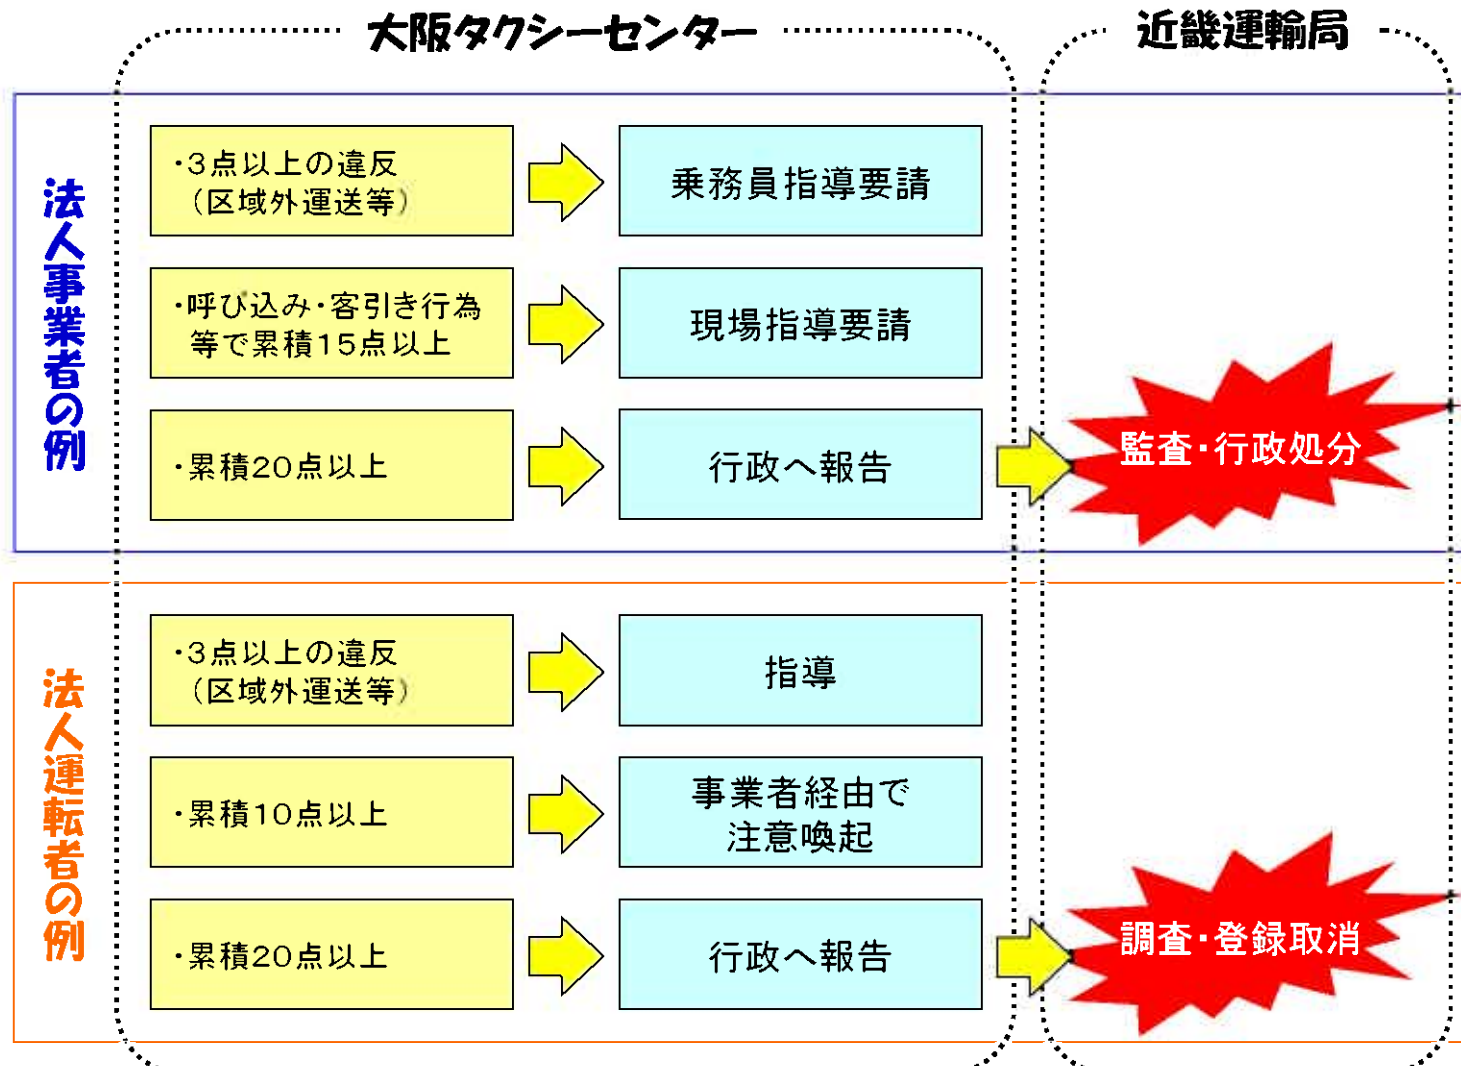 大阪タクシーセンター
近畿運輸局
法人事業者の例
・3点以上の違反
（区域外運送等）
乗務員指導要請
・呼び込み・客引き行為
等で累積15点以上
現場指導要請
・累積20点以上
行政へ報告
監査・行政処分
法人運転者の例
・3点以上の違反
（区域外運送等）
指導
・累積10点以上
事業者経由で
注意喚起
・累積20点以上
行政へ報告
調査・登録取消